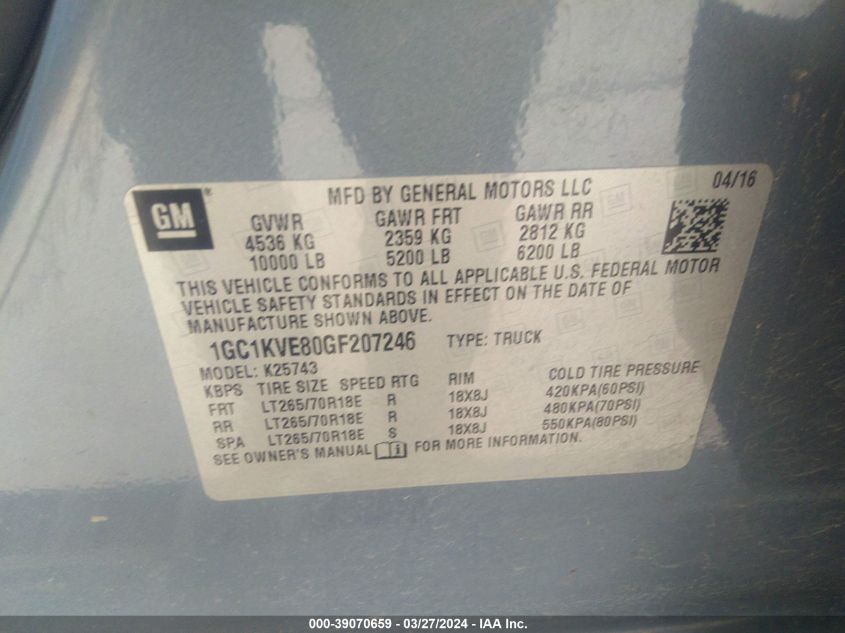 GM®
MFD BY GENERAL MOTORS LLC 04/16
GVWR GAWR FRT GAWR RR
4536 KG 2359 KG 2812 KG
10000 LB 5200 LB 6200 LB
THIS VEHICLE CONFORMS TO ALL APPLICABLE U.S. FEDERAL MOTOR
VEHICLE SAFETY STANDARDS IN EFFECT ON THE DATE OF
MANUFACTURE SHOWN ABOVE.
1GC1KVE80GF207246 TYPE: TRUCK
MODEL: K25743
KBPS TIRE SIZE SPEED RTG RIM COLD TIRE PRESSURE
FRT LT265/70R18E R 18X8J 420KPA(60PSI)
RR LT265/70R18E R 18X8J 480KPA(70PSI)
SPA LT265/70R18E S 18X8J 550KPA(80PSI)
SEE OWNER'S MANUAL FOR MORE INFORMATION.
000-39070659 - 03/27/2024 - IAA Inc.